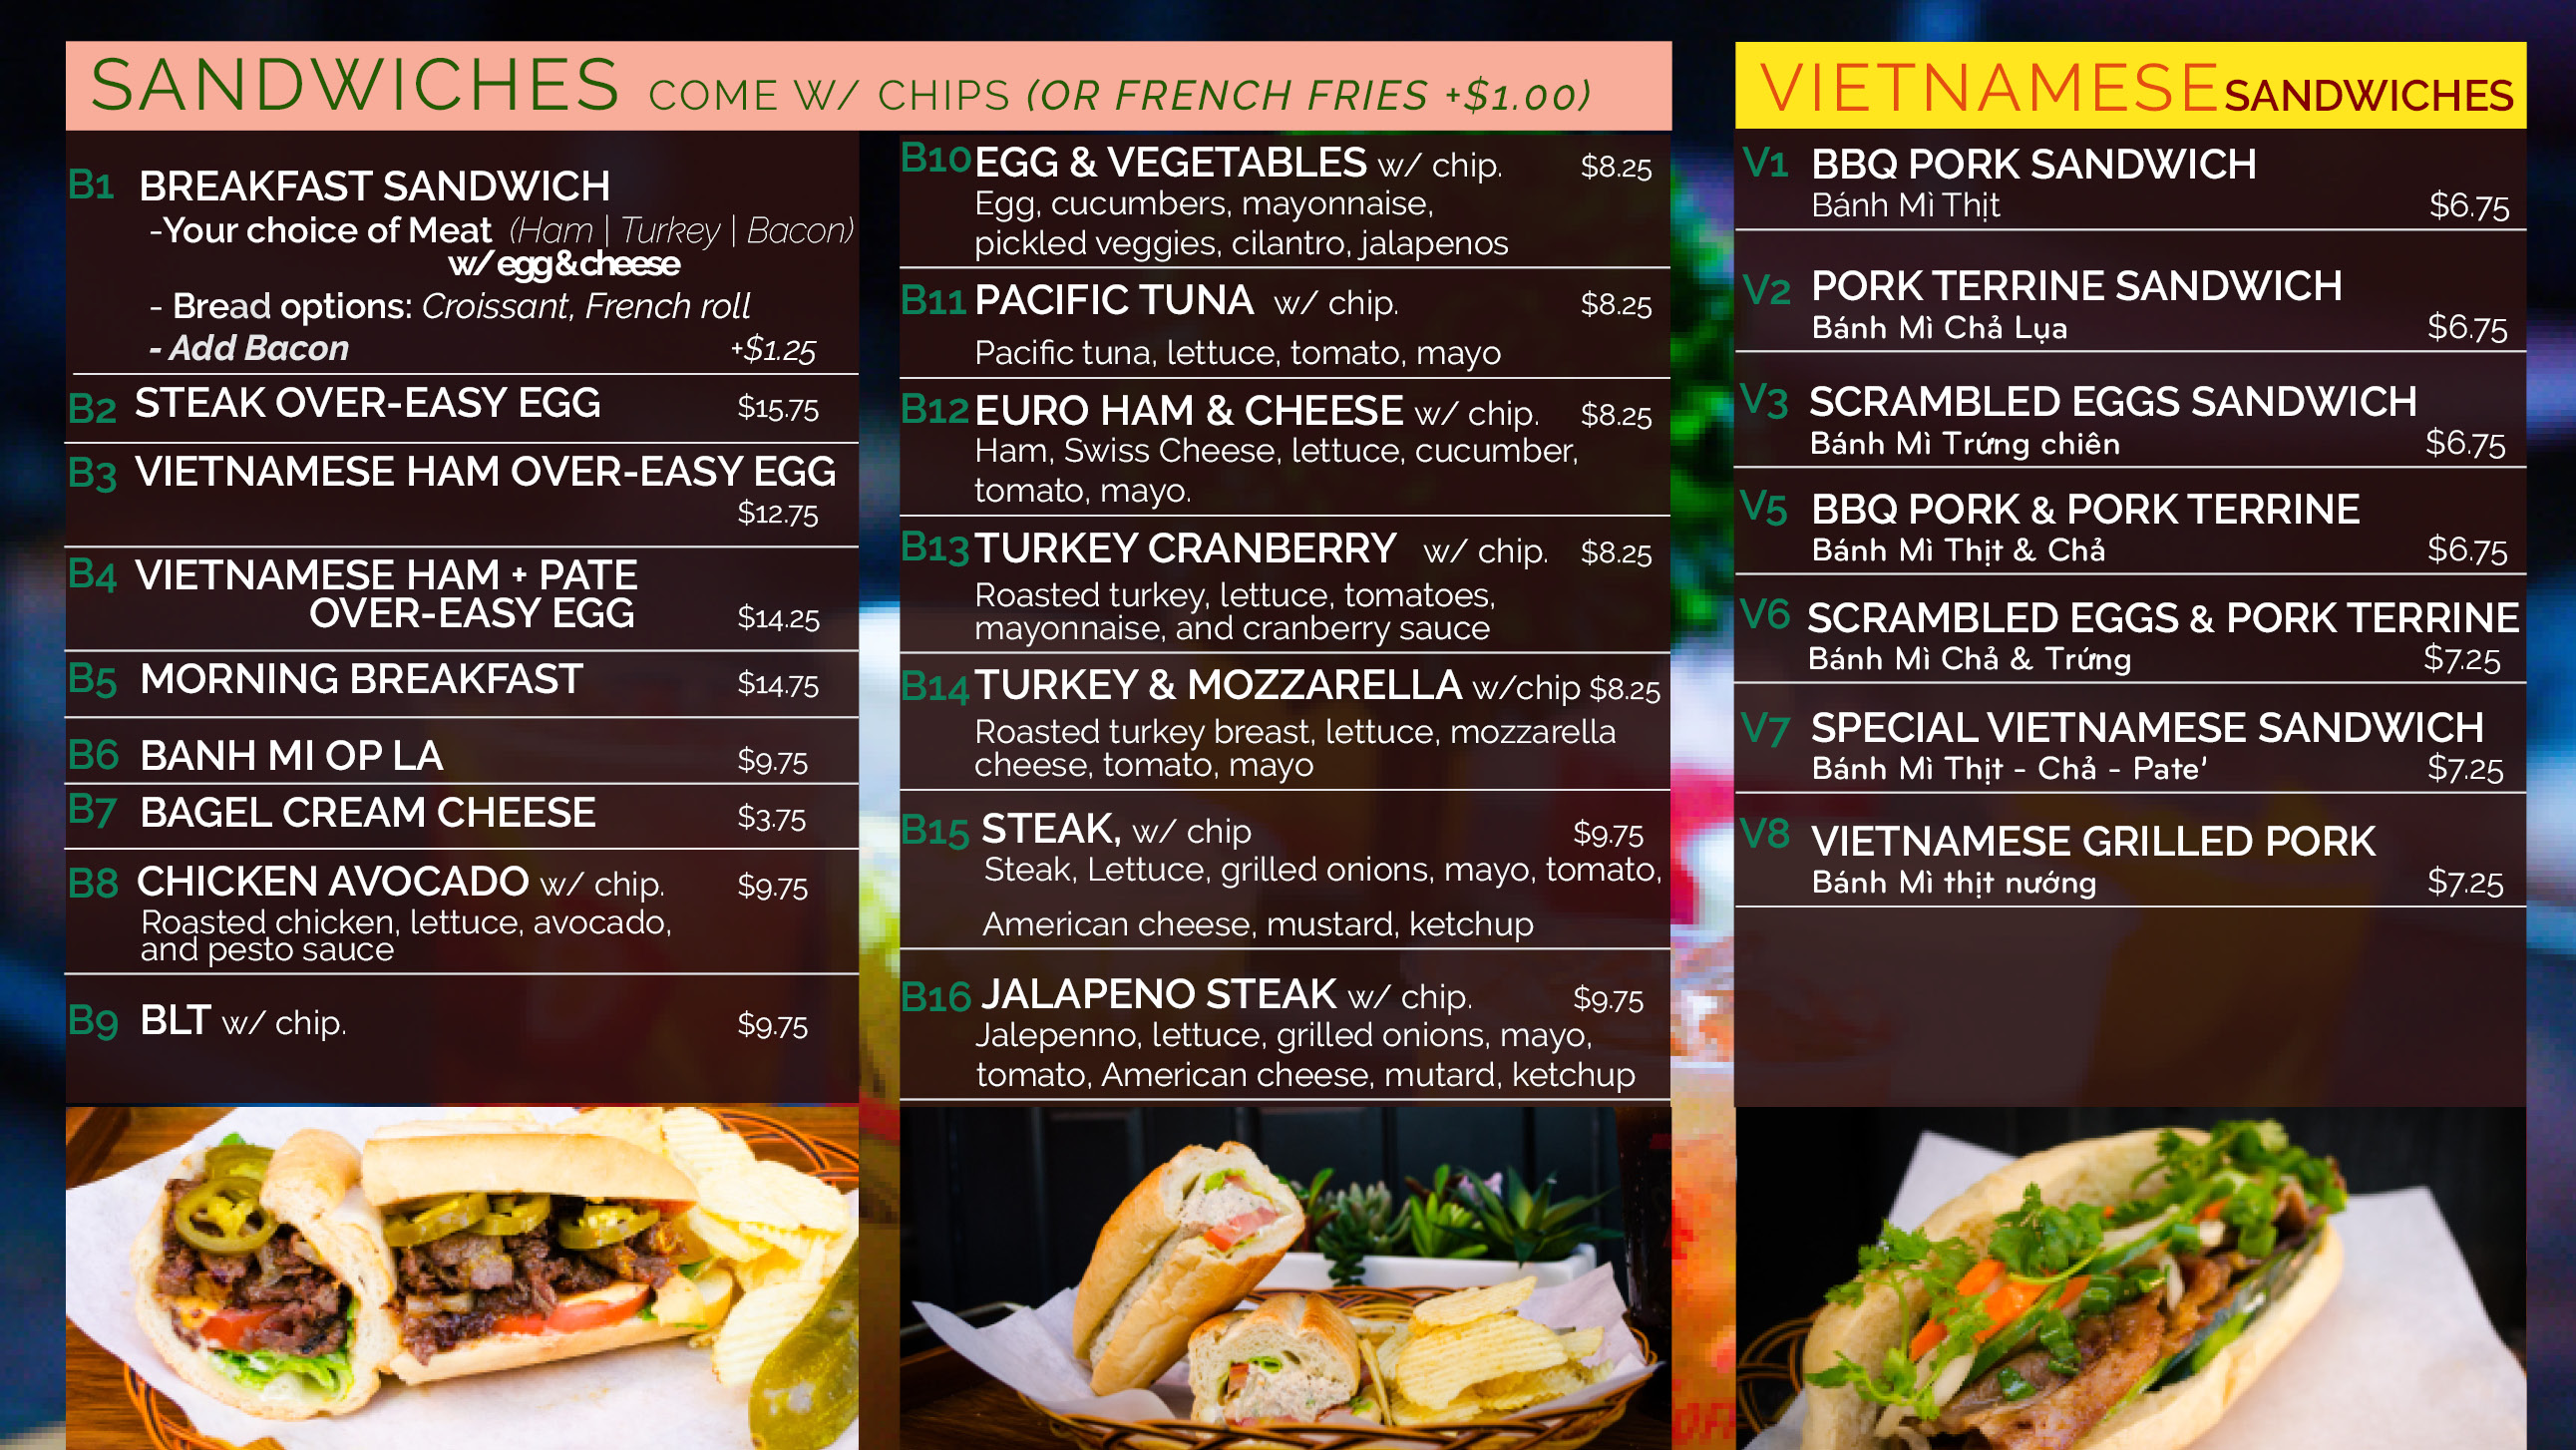 SANDWICHES COME W/ CHIPS (OR FRENCH FRIES +$1.00)
B1 BREAKFAST SANDWICH
-Your choice of Meat (Ham | Turkey | Bacon)
w/ egg & cheese
- Bread options: Croissant, French roll
- Add Bacon +$1.25
B2 STEAK OVER-EASY EGG $15.75
B3 VIETNAMESE HAM OVER-EASY EGG
$12.75
B4 VIETNAMESE HAM + PATE
OVER-EASY EGG $14.25
B5 MORNING BREAKFAST $14.75
B6 BANH MI OP LA $9.75
B7 BAGEL CREAM CHEESE $3.75
B8 CHICKEN AVOCADO w/ chip. $9.75
Roasted chicken, lettuce, avocado,
and pesto sauce
B9 BLT w/ chip. $9.75
B10 EGG & VEGETABLES w/ chip. $8.25
Egg, cucumbers, mayonnaise,
pickled veggies, cilantro, jalapenos
B11 PACIFIC TUNA w/ chip. $8.25
Pacific tuna, lettuce, tomato, mayo
B12 EURO HAM & CHEESE w/ chip. $8.25
Ham, Swiss Cheese, lettuce, cucumber,
tomato, mayo.
B13 TURKEY CRANBERRY w/ chip. $8.25
Roasted turkey, lettuce, tomatoes,
mayonnaise, and cranberry sauce
B14 TURKEY & MOZZARELLA w/chip $8.25
Roasted turkey breast, lettuce, mozzarella
cheese, tomato, mayo
B15 STEAK, w/ chip $9.75
Steak, Lettuce, grilled onions, mayo, tomato,
American cheese, mustard, ketchup
B16 JALAPENO STEAK w/ chip. $9.75
Jalepenno, lettuce, grilled onions, mayo,
tomato, American cheese, mutard, ketchup
VIETNAMESE SANDWICHES
V1 BBQ PORK SANDWICH
Bánh Mì Thịt $6.75
V2 PORK TERRINE SANDWICH
Bánh Mì Chả Lụa $6.75
V3 SCRAMBLED EGGS SANDWICH
Bánh Mì Trứng chiên $6.75
V5 BBQ PORK & PORK TERRINE
Bánh Mì Thịt & Chả $6.75
V6 SCRAMBLED EGGS & PORK TERRINE
Bánh Mì Chả & Trứng $7.25
V7 SPECIAL VIETNAMESE SANDWICH
Bánh Mì Thịt - Chả - Pate' $7.25
V8 VIETNAMESE GRILLED PORK
Bánh Mì thịt nướng $7.25